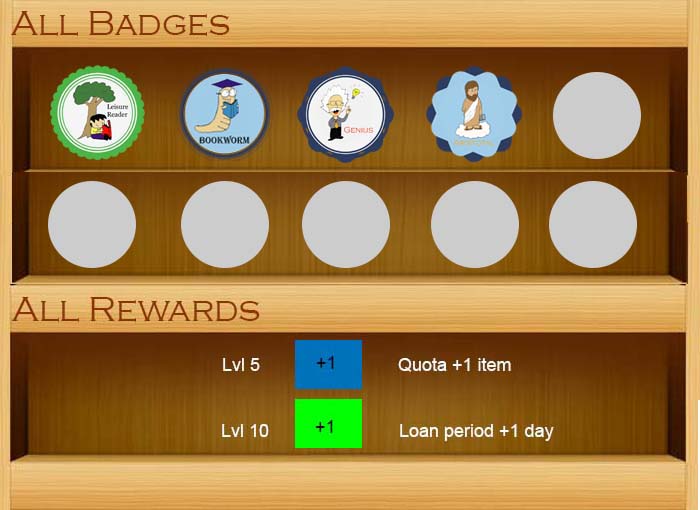 All Badges
Leisure
Reader
BOOKWORM
Genius
All Rewards
Lvl 5
+1
Quota +1 item
Lvl 10
+1
Loan period +1 day